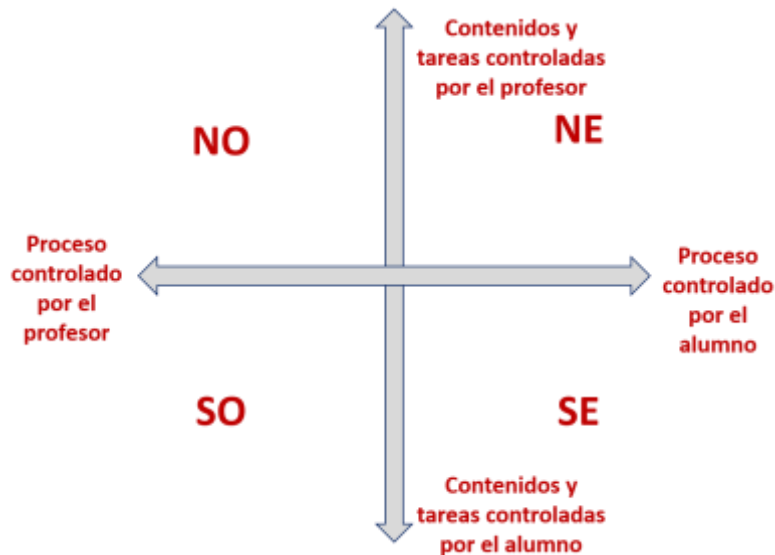 Contenidos y
tareas controladas
por el profesor
NO
NE
Proceso
controlado
por el
profesor
Proceso
controlado
por el
alumno
SO
SE
Contenidos y
tareas controladas
por el alumno